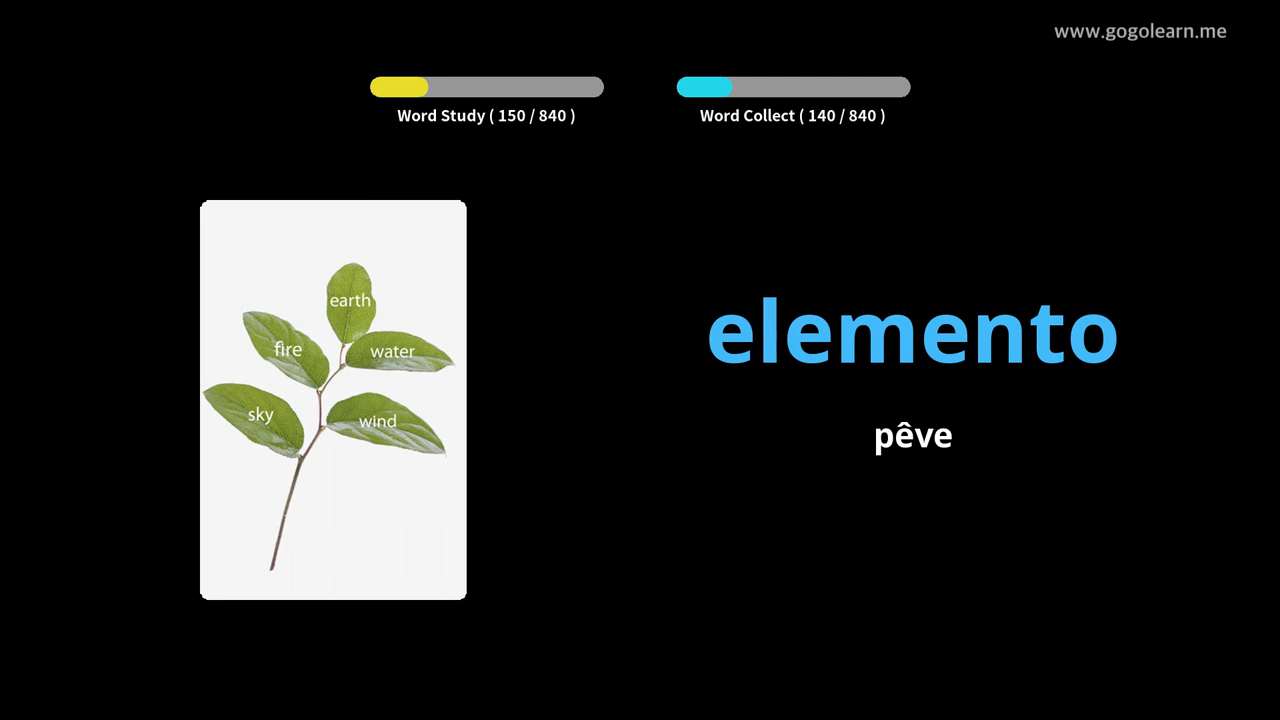 www.gogolearn.me
Word Study ( 150 / 840 )
Word Collect ( 140 / 840 )
earth
fire
water
sky
wind
elemento
pêve